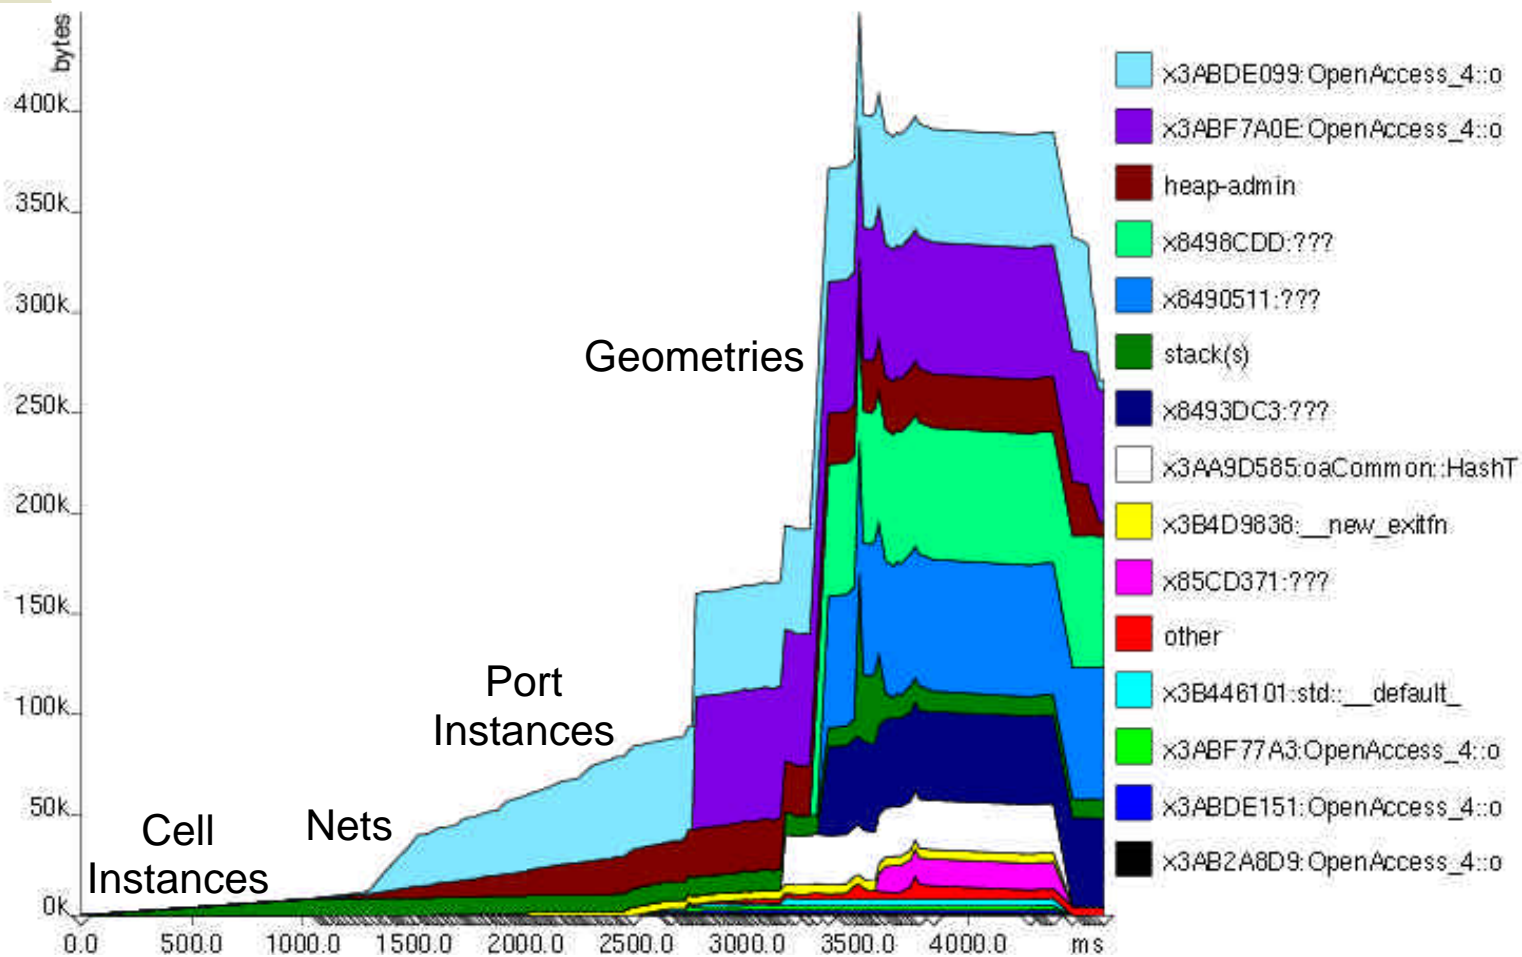 bytes
400k
350k
300k
250k
200k
150k
100k
50k
0k
0.0 500.0 1000.0 1500.0 2000.0 2500.0 3000.0 3500.0 4000.0 ms
Geometries
Port
Instances
Nets
Cell
Instances
x3ABDE099:OpenAccess_4::o
x3ABF7A0E:OpenAccess_4::o
heap-admin
x8498CDD:???
x8490511:???
stack(s)
x8493DC3:???
x3AA9D585:oaCommon::HashT
x3B4D9838:__new_exitfn
x85CD371:???
other
x3B446101:std::__default_
x3ABF77A3:OpenAccess_4::o
x3ABDE151:OpenAccess_4::o
x3AB2A8D9:OpenAccess_4::o